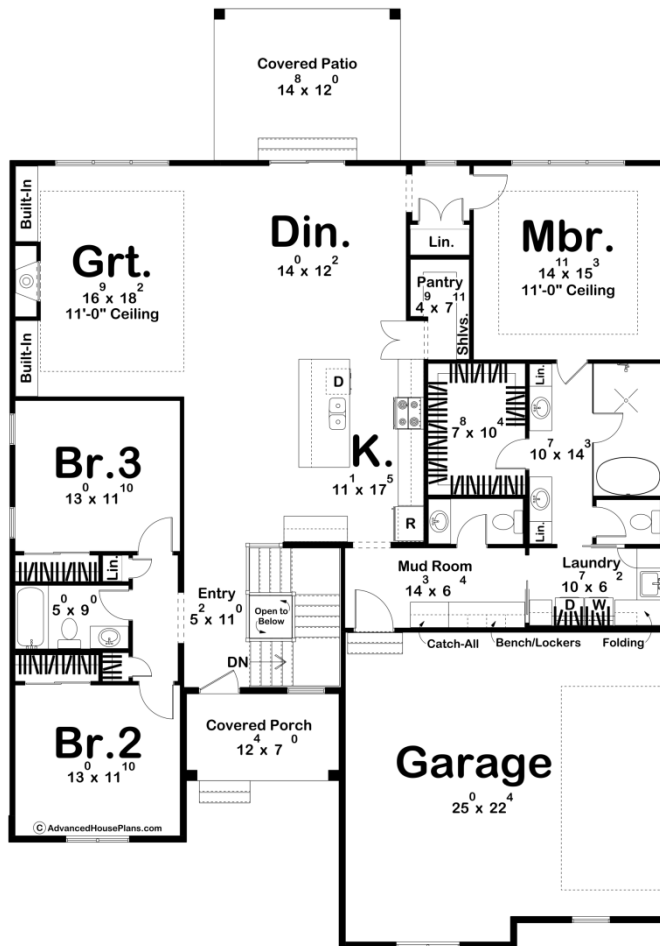 Covered Patio
14⁸ x 12⁰
Built-In
Grt.
16⁹ x 18²
11'-0" Ceiling
Built-In
Din.
14⁰ x 12²
Lin.
Mbr.
14¹¹ x 15³
11'-0" Ceiling
Pantry
4⁹ x 7¹¹
Shlvs.
D
K.
11¹ x 17⁵
R
7⁸ x 10⁴
Lin.
10⁷ x 14³
Lin.
Br.3
13⁰ x 11¹⁰
Lin.
5⁰ x 9⁰
Entry
5² x 11⁰
Open to
Below
DN
Mud Room
14³ x 6⁴
Laundry
10⁷ x 6²
D
W
Catch-All
Bench/Lockers
Folding
Br.2
13⁰ x 11¹⁰
Covered Porch
12⁴ x 7⁰
Garage
25⁰ x 22⁴
© AdvancedHousePlans.com